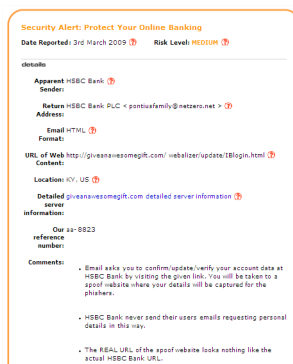 Security Alert: Protect Your Online Banking
Date Reported: 3rd March 2009 Risk Level: MEDIUM
details
Apparent Sender: HSBC Bank
Return Address: HSBC Bank PLC < pontiuxfamily@netzero.net >
Email Format: HTML
URL of Web Content: http://giveanawesomegift.com/ webalizer/update/IBlogin.html
Location: KY, US
Detailed server information: giveanawesomegift.com detailed server information
Our reference number: aa- 8823
Comments:
• Email asks you to confirm/update/verify your account data at
HSBC Bank by visiting the given link. You will be taken to a
spoof website where your details will be captured for the
phishers.
• HSBC Bank never send their users emails requesting personal
details in this way.
• The REAL URL of the spoof website looks nothing like the
actual HSBC Bank URL.